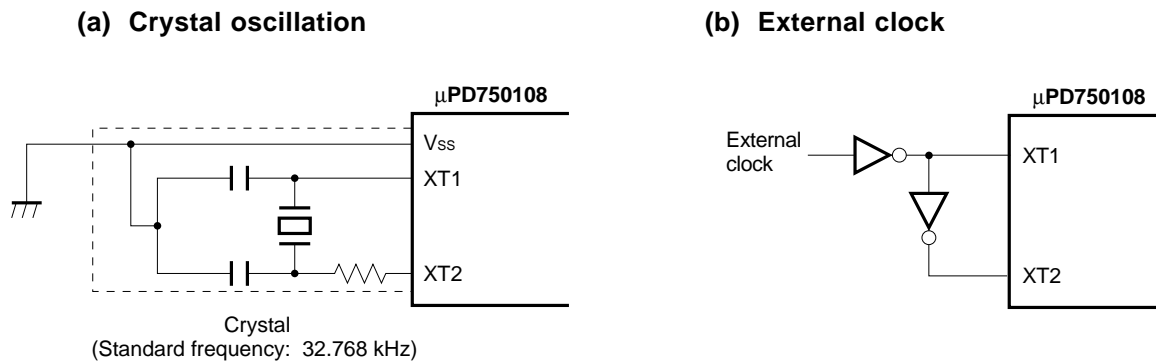 (a) Crystal oscillation
μPD750108
VSS
XT1
XT2
Crystal
(Standard frequency: 32.768 kHz)
(b) External clock
μPD750108
External
clock
XT1
XT2